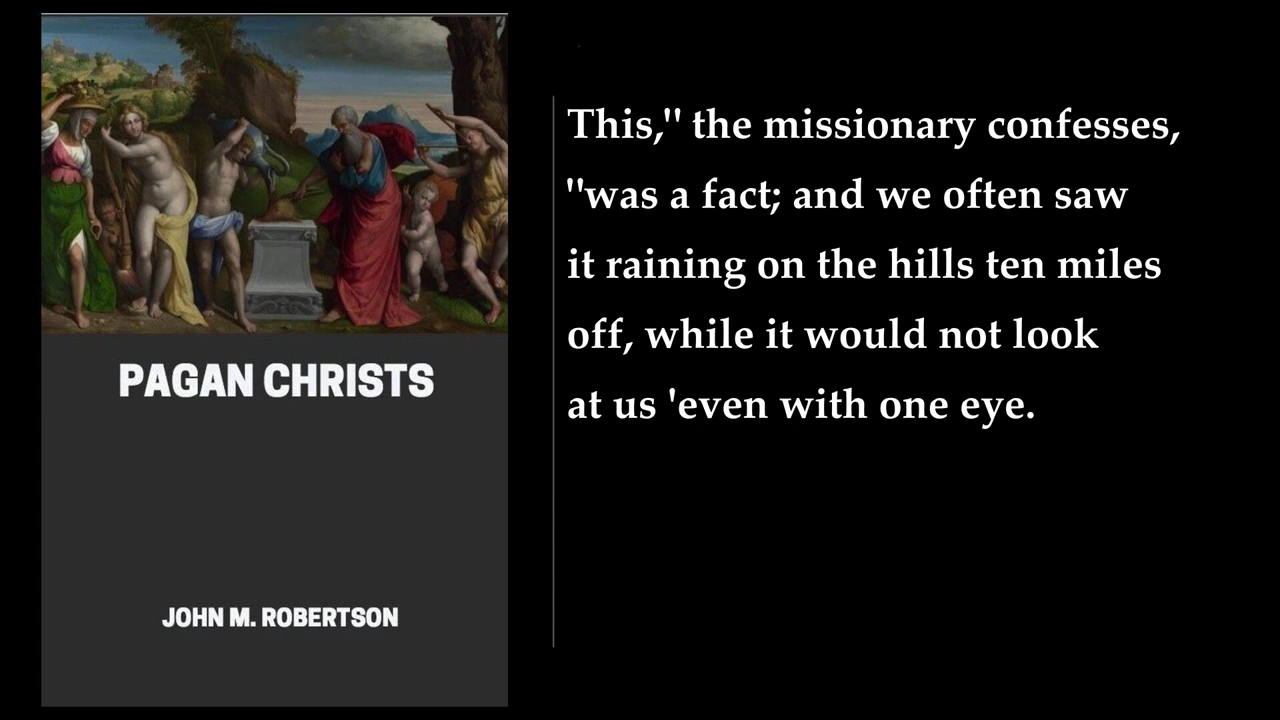 PAGAN CHRISTS
JOHN M. ROBERTSON
This," the missionary confesses,
"was a fact; and we often saw
it raining on the hills ten miles
off, while it would not look
at us 'even with one eye.